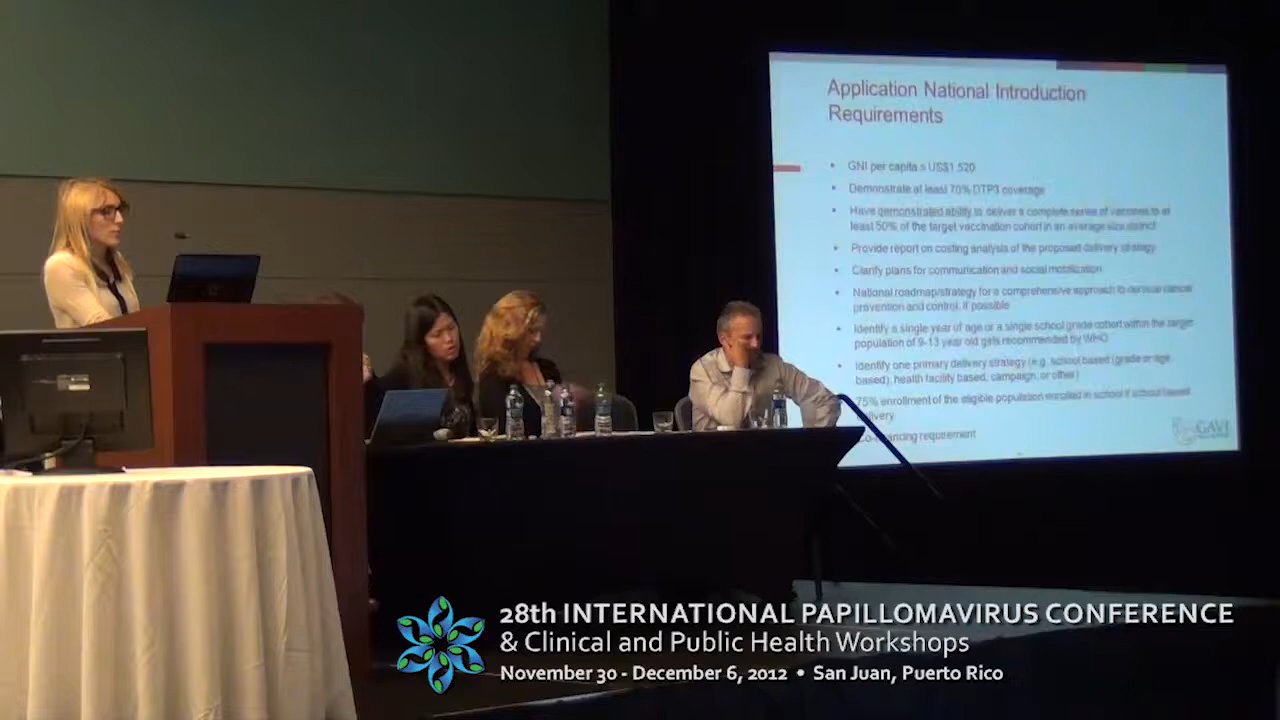 Application National Introduction
Requirements
• GNI per capita ≤ US$1,520
• Demonstrate at least 70% DTP3 coverage
• Have demonstrated ability to deliver a complete series of vaccines to at
least 50% of the target vaccination cohort in an average size district
• Provide report on costing analysis of the proposed delivery strategy
• Clarify plans for communication and social mobilization
• National roadmap/strategy for a comprehensive approach to cervical cancer
prevention and control, if possible
• Identify a single year of age or a single school grade cohort within the target
population of 9-13 year old girls recommended by WHO
• Identify one primary delivery strategy (e.g. school based (grade or age
based), health facility based, campaign, or other)
75% enrollment of the eligible population enrolled in school if school based
delivery
Co-financing requirement
GAVI
28th INTERNATIONAL PAPILLOMAVIRUS CONFERENCE
& Clinical and Public Health Workshops
November 30 - December 6, 2012 • San Juan, Puerto Rico